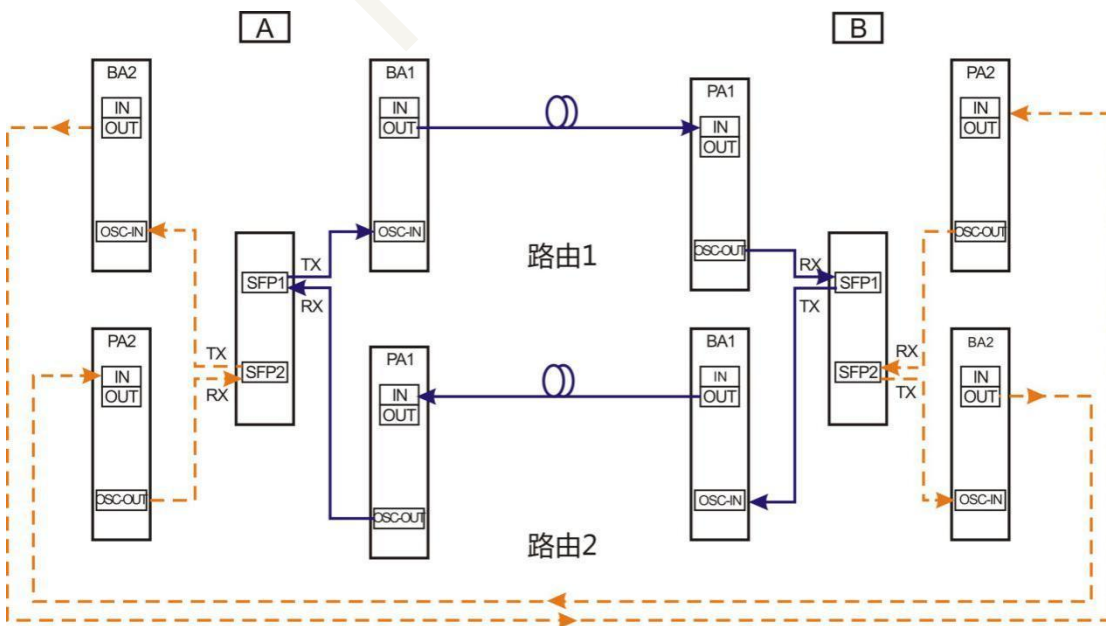 A
B
BA2
IN
OUT
OSC-IN
BA1
IN
OUT
OSC-IN
PA1
IN
OUT
OSC-OUT
PA2
IN
OUT
OSC-OUT
路由1
TX
SFP1
RX
TX
SFP2
RX
RX
SFP1
TX
RX
SFP2
TX
PA2
IN
OUT
OSC-OUT
PA1
IN
OUT
OSC-OUT
BA1
IN
OUT
OSC-IN
BA2
IN
OUT
OSC-IN
路由2